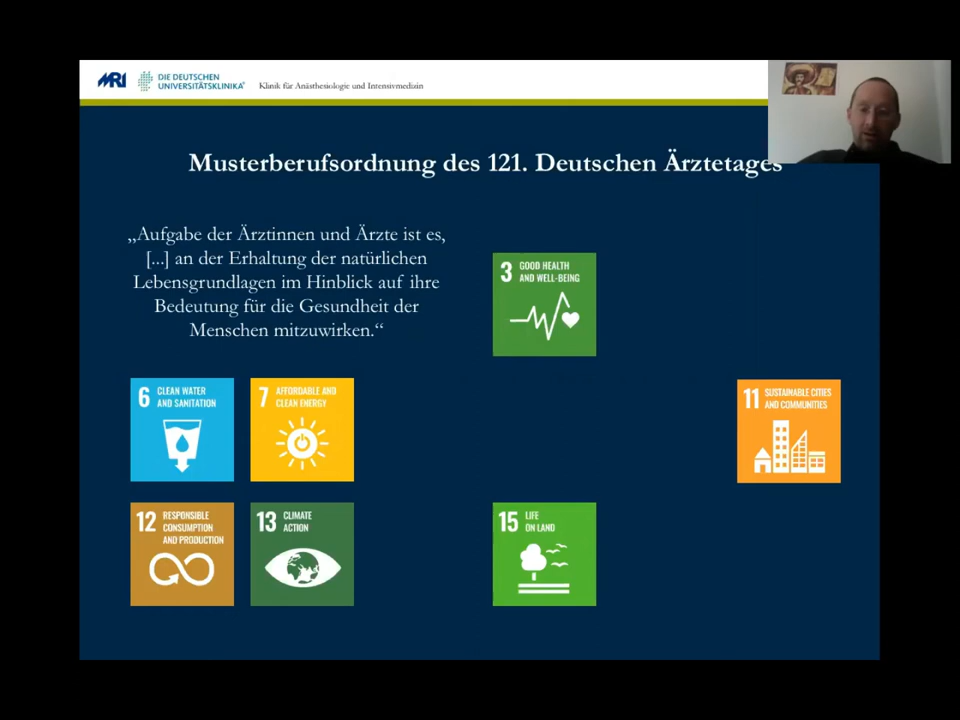 MRI
DIE DEUTSCHEN
UNIVERSITÄTSKLINIKA®
Klinik für Anästhesiologie und Intensivmedizin
Musterberufsordnung des 121. Deutschen Ärztetages
„Aufgabe der Ärztinnen und Ärzte ist es,
[...] an der Erhaltung der natürlichen
Lebensgrundlagen im Hinblick auf ihre
Bedeutung für die Gesundheit der
Menschen mitzuwirken.“
3 GOOD HEALTH
AND WELL-BEING
6 CLEAN WATER
AND SANITATION
7 AFFORDABLE AND
CLEAN ENERGY
11 SUSTAINABLE CITIES
AND COMMUNITIES
12 RESPONSIBLE
CONSUMPTION
AND PRODUCTION
13 CLIMATE
ACTION
15 LIFE
ON LAND